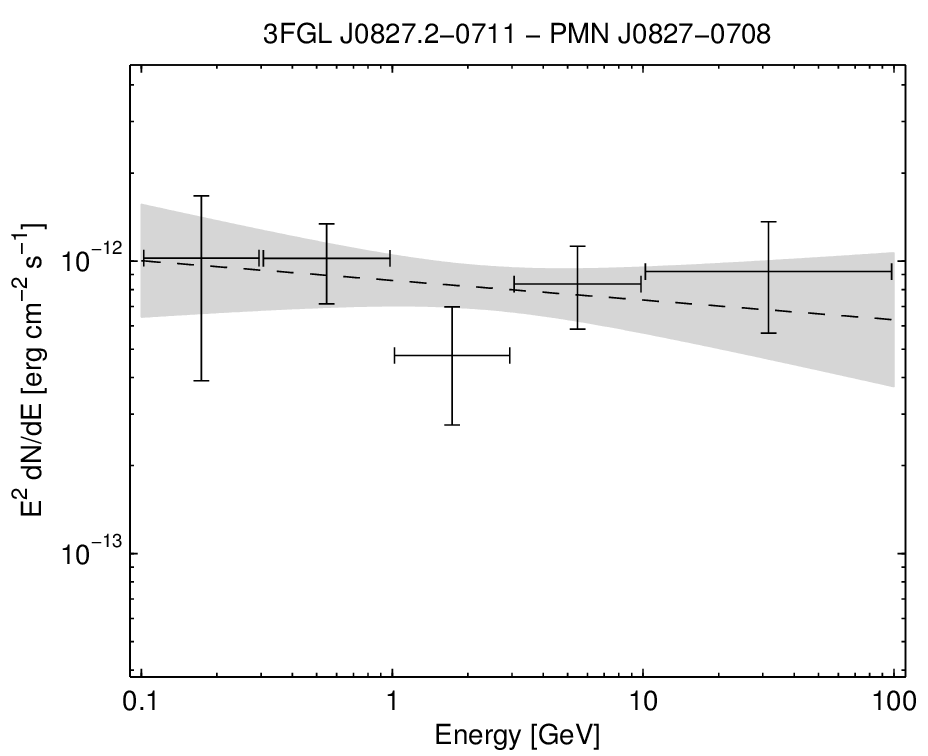 3FGL J0827.2−0711 − PMN J0827−0708
E² dN/dE [erg cm⁻² s⁻¹]
10⁻¹²
10⁻¹³
0.1 1 10 100
Energy [GeV]